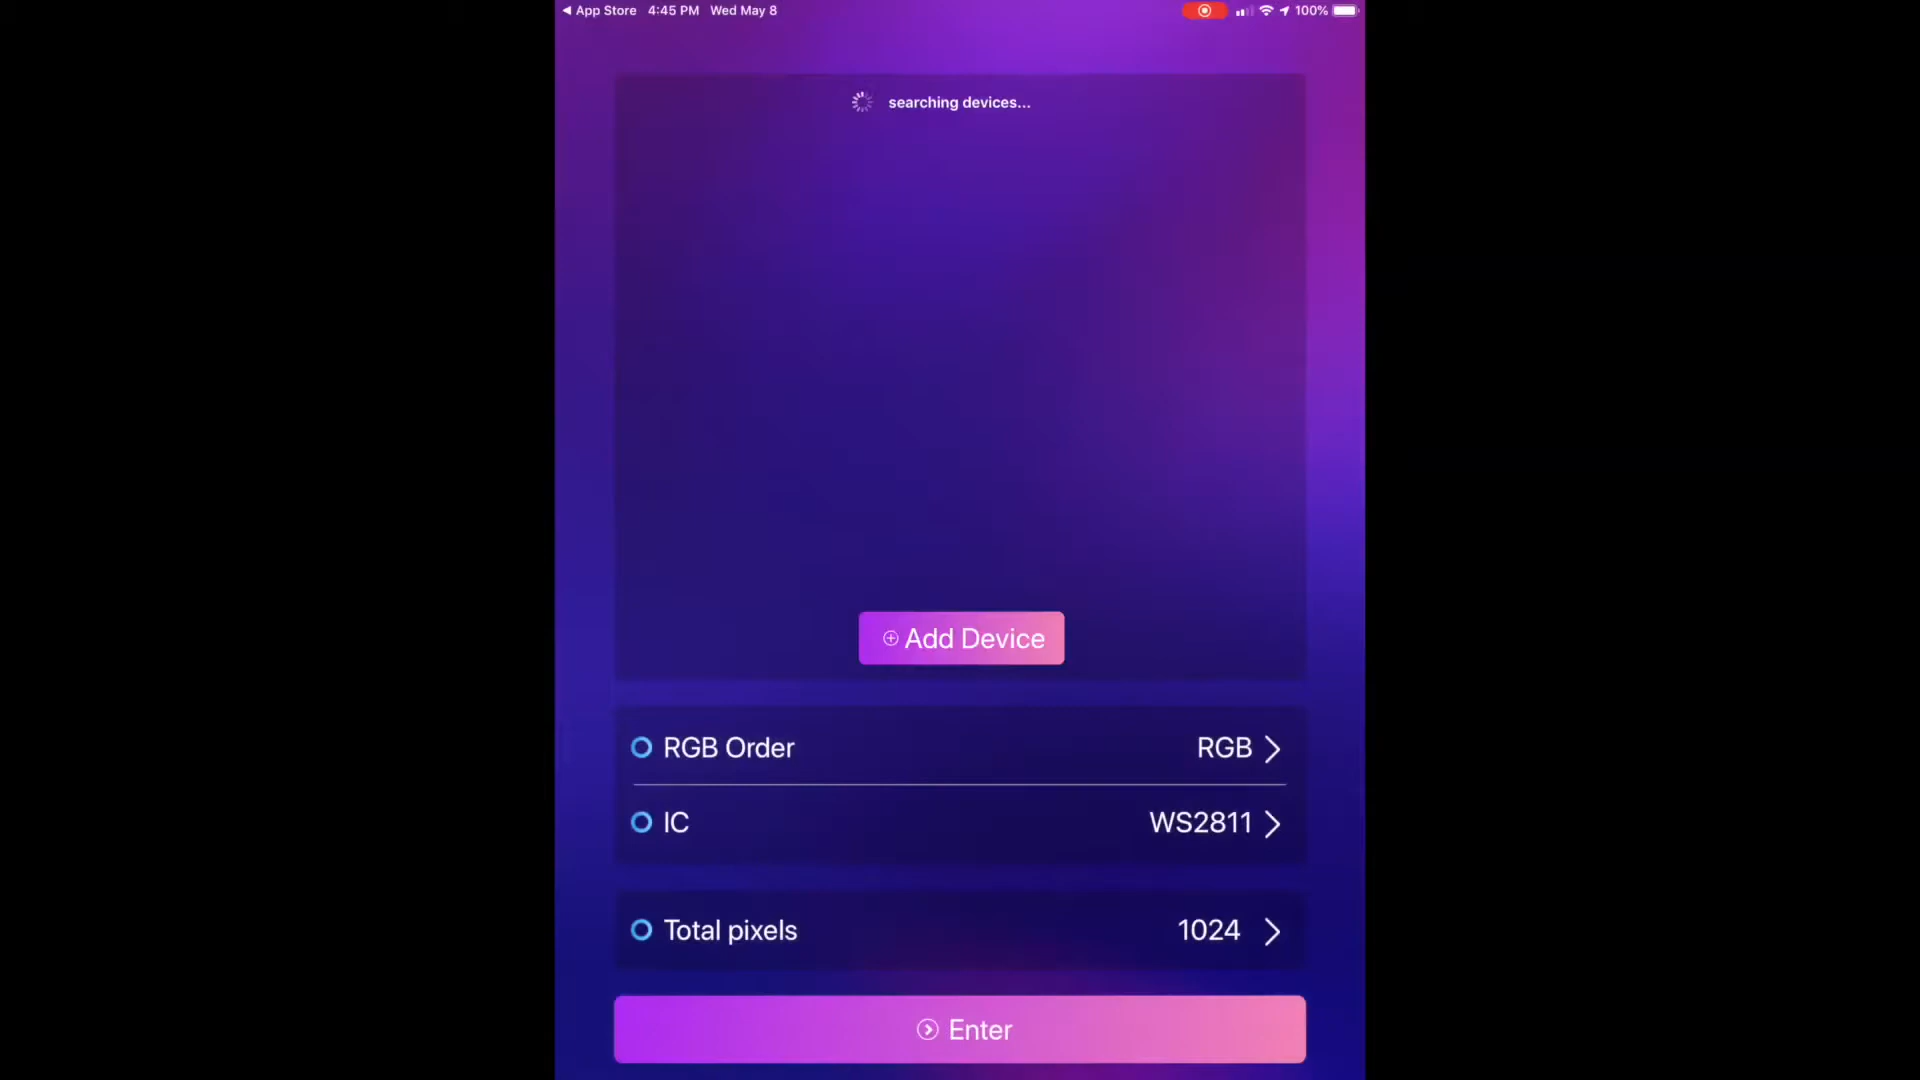 ◀ App Store 4:45 PM Wed May 8 100%
searching devices...
Add Device
RGB Order RGB
IC WS2811
Total pixels 1024
Enter